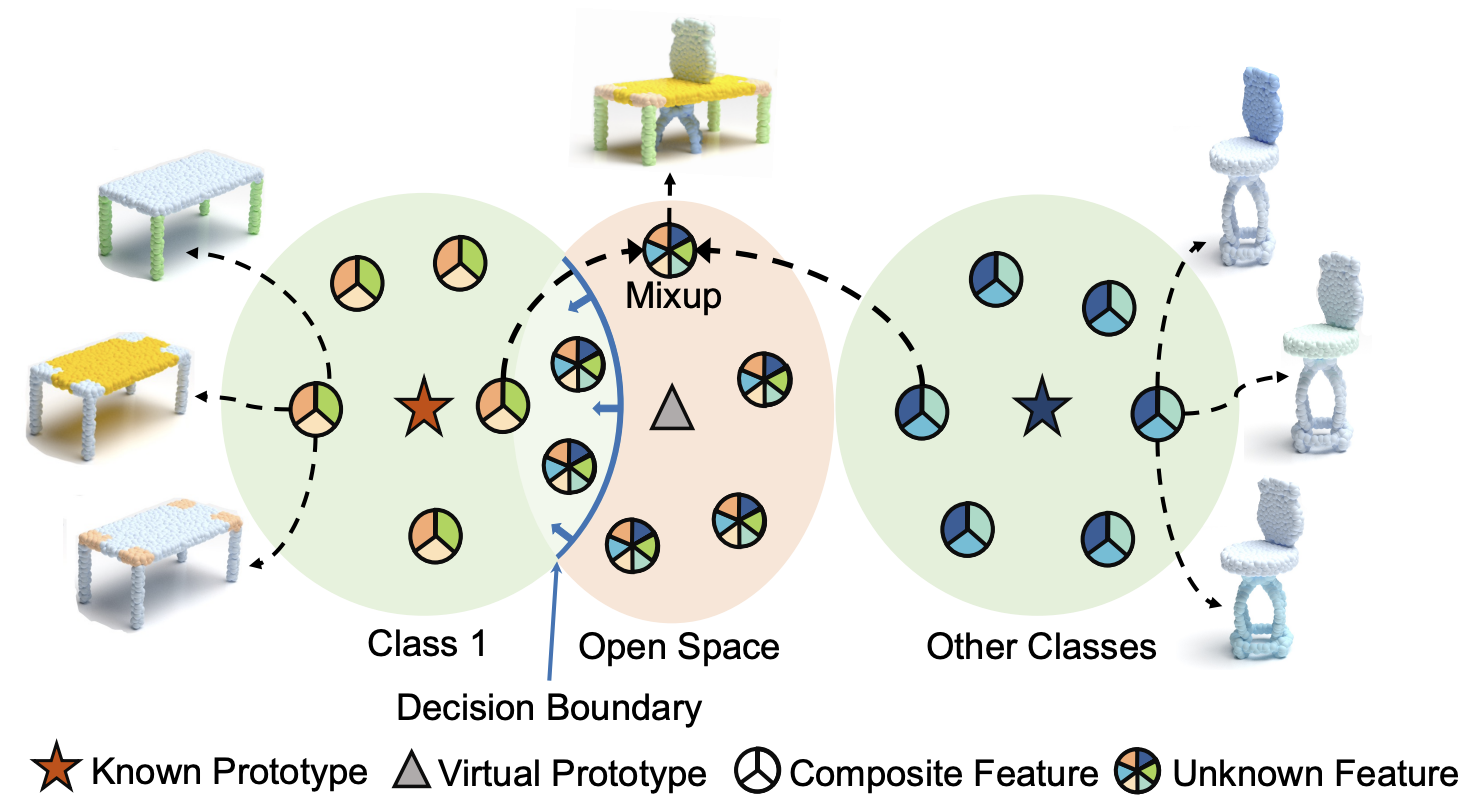 Mixup
Class 1
Open Space
Other Classes
Decision Boundary
Known Prototype
Virtual Prototype
Composite Feature
Unknown Feature